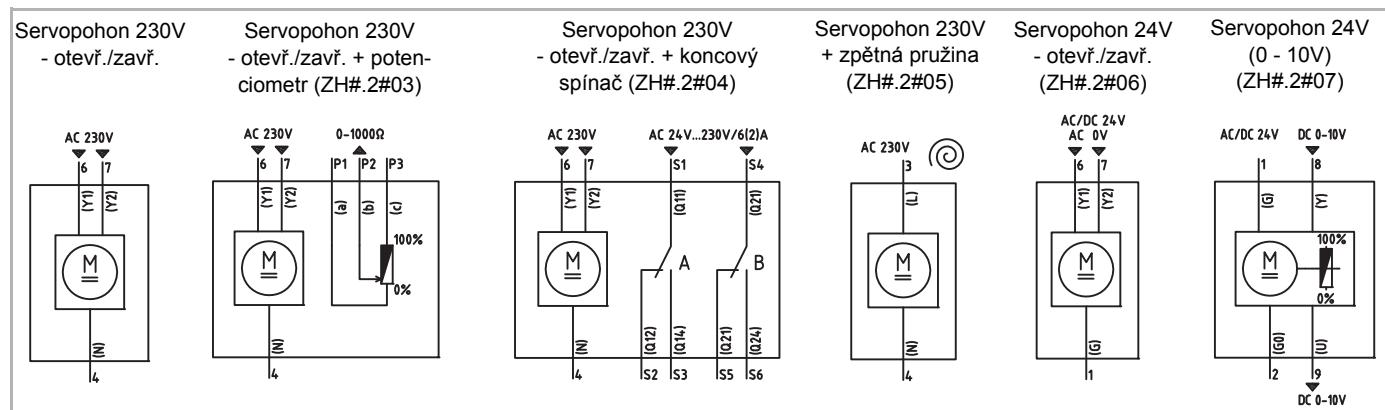 Servopohon 230V
- otevř./zavř.
AC 230V
6 7
(Y1) (Y2)
M
(N)
4
Servopohon 230V
- otevř./zavř. + poten-
ciometr (ZH#.2#03)
AC 230V 0-1000Ω
6 7 P1 P2 P3
(Y1) (Y2) (a) (b) (c)
100%
M
0%
(N)
4
Servopohon 230V
- otevř./zavř. + koncový
spínač (ZH#.2#04)
AC 230V AC 24V...230V/6(2)A
6 7 S1 S4
(Y1) (Y2) (Q11) (Q21)
M A B
(N) (Q12) (Q14) (Q21) (Q24)
4 S2 S3 S5 S6
Servopohon 230V
+ zpětná pružina
(ZH#.2#05)
AC 230V
3
(L)
M
(N)
4
Servopohon 24V
- otevř./zavř.
(ZH#.2#06)
AC/DC 24V
AC 0V
6 7
(Y1) (Y2)
M
(G)
1
Servopohon 24V
(0 - 10V)
(ZH#.2#07)
AC/DC 24V DC 0-10V
1 8
(G) (Y)
100%
M
0%
(G0) (U)
2 9
DC 0-10V